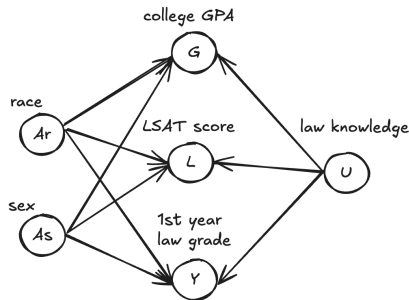 college GPA
G
race
Ar
LSAT score
L
law knowledge
U
sex
As
1st year
law grade
Y